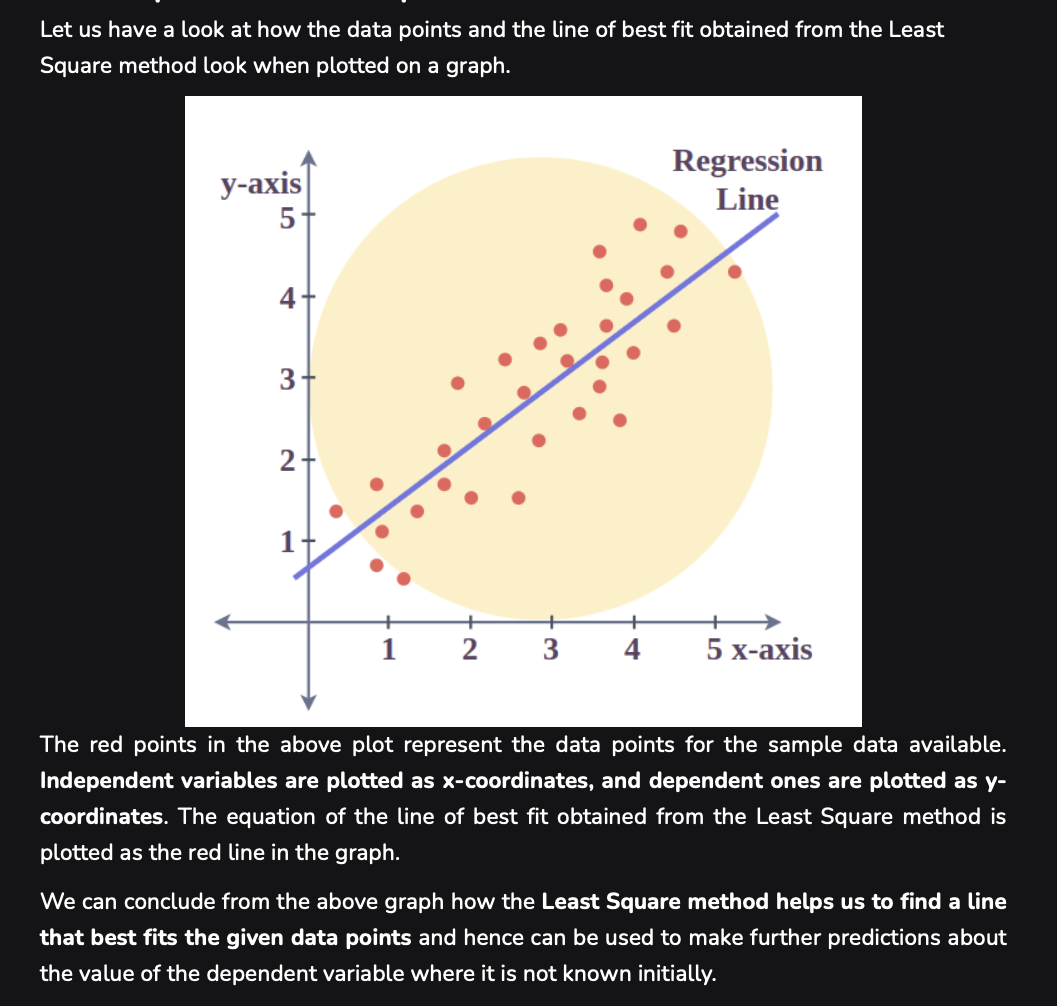 Let us have a look at how the data points and the line of best fit obtained from the Least
Square method look when plotted on a graph.
Regression
Line
y-axis
5
4
3
2
1
1 2 3 4 5 x-axis
The red points in the above plot represent the data points for the sample data available.
Independent variables are plotted as x-coordinates, and dependent ones are plotted as y-
coordinates. The equation of the line of best fit obtained from the Least Square method is
plotted as the red line in the graph.
We can conclude from the above graph how the Least Square method helps us to find a line
that best fits the given data points and hence can be used to make further predictions about
the value of the dependent variable where it is not known initially.